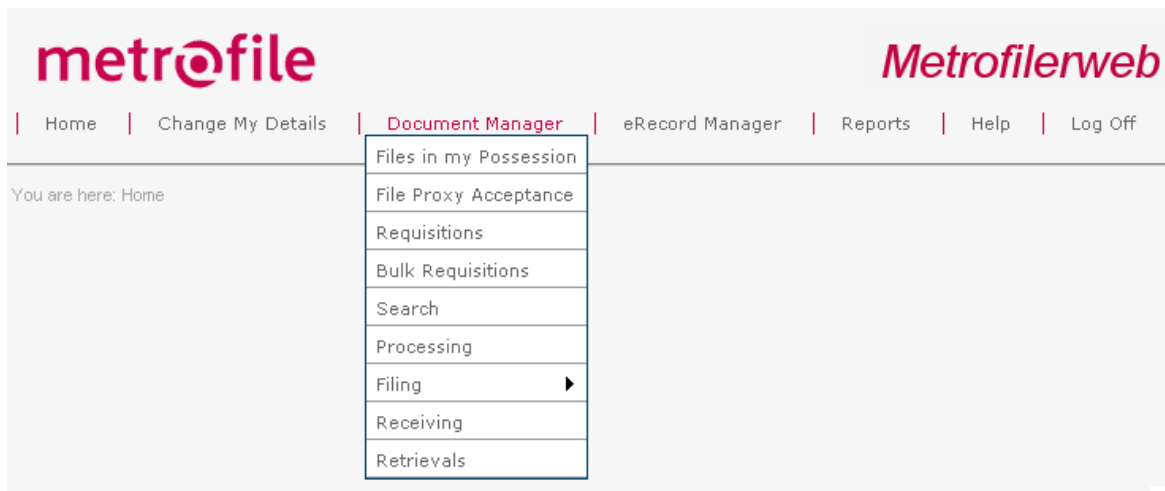 metrofile
Metrofilerweb
Home Change My Details Document Manager eRecord Manager Reports Help Log Off
Files in my Possession
You are here: Home
File Proxy Acceptance
Requisitions
Bulk Requisitions
Search
Processing
Filing
Receiving
Retrievals